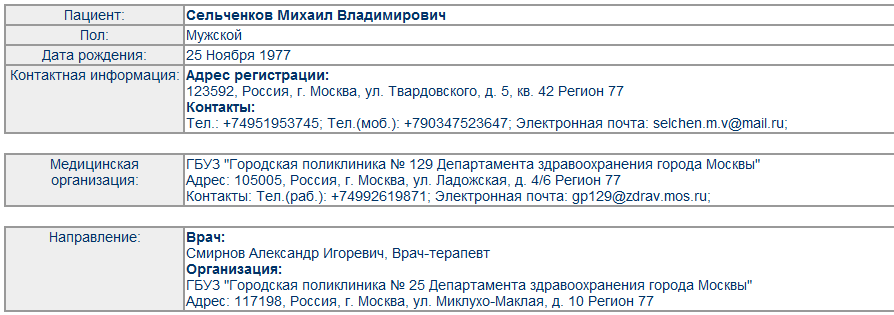 Пациент: Сельченков Михаил Владимирович
Пол: Мужской
Дата рождения: 25 Ноября 1977
Контактная информация: Адрес регистрации:
123592, Россия, г. Москва, ул. Твардовского, д. 5, кв. 42 Регион 77
Контакты:
Тел.: +74951953745; Тел.(моб.): +790347523647; Электронная почта: selchen.m.v@mail.ru;
Медицинская организация: ГБУЗ "Городская поликлиника № 129 Департамента здравоохранения города Москвы"
Адрес: 105005, Россия, г. Москва, ул. Ладожская, д. 4/6 Регион 77
Контакты: Тел.(раб.): +74992619871; Электронная почта: gp129@zdrav.mos.ru;
Направление: Врач:
Смирнов Александр Игоревич, Врач-терапевт
Организация:
ГБУЗ "Городская поликлиника № 25 Департамента здравоохранения города Москвы"
Адрес: 117198, Россия, г. Москва, ул. Миклухо-Маклая, д. 10 Регион 77